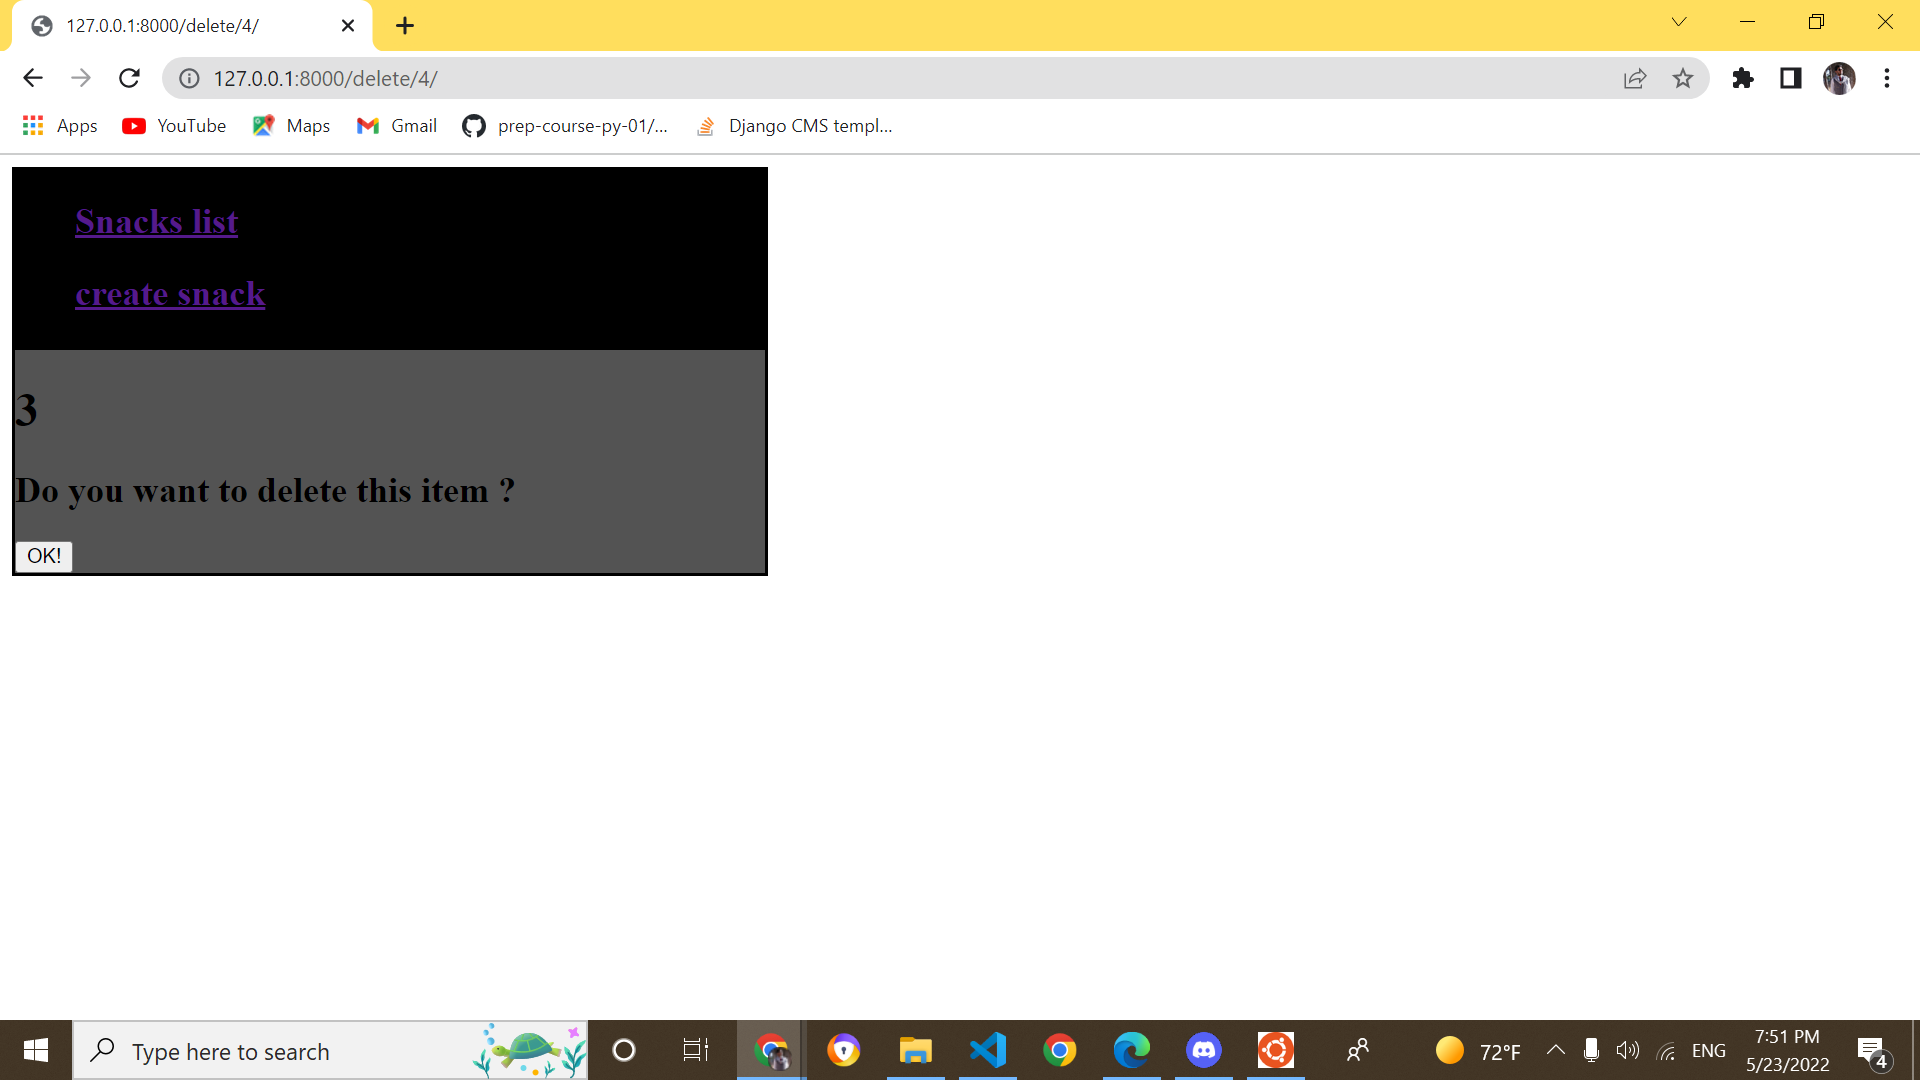 127.0.0.1:8000/delete/4/
127.0.0.1:8000/delete/4/
Apps YouTube Maps Gmail prep-course-py-01/... Django CMS templ...
Snacks list
create snack
3
Do you want to delete this item ?
OK!
Type here to search 72°F ENG 7:51 PM
5/23/2022 4